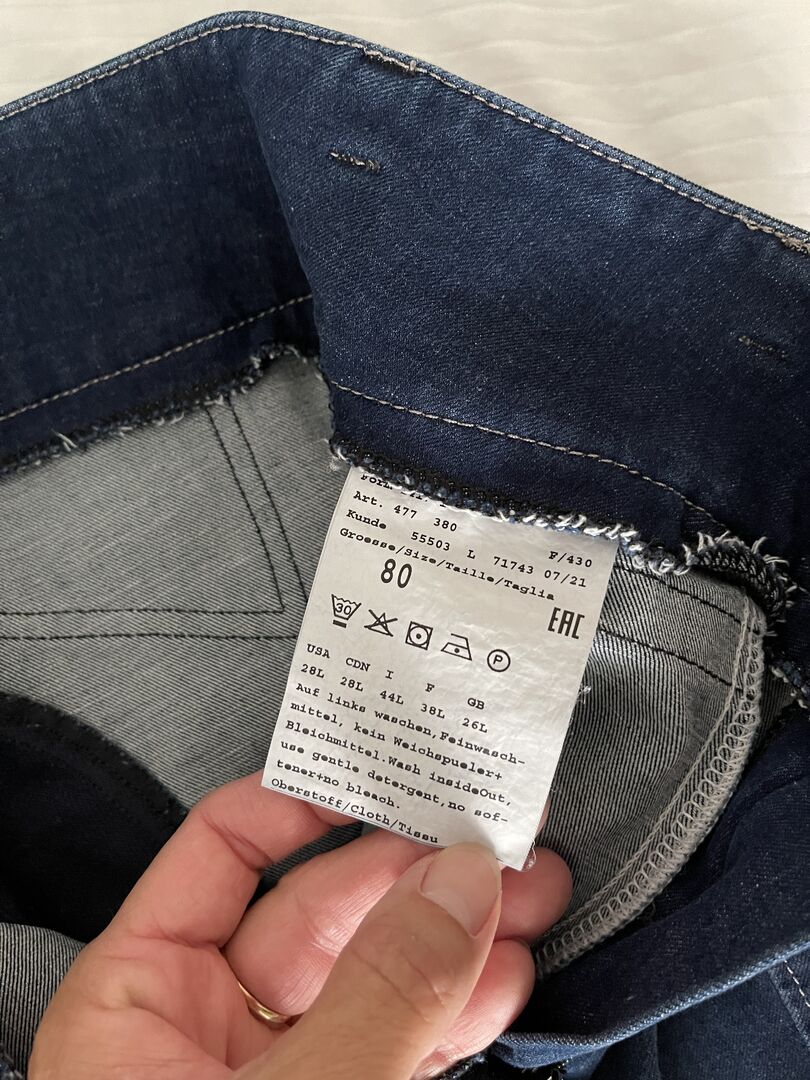 Art. 477 380
Kunde 55503 L 71743 F/430
07/21
Groesse/Size/Taille/Taglia
80
30
P
EAC
USA CDN I F GB
28L 28L 44L 38L 26L
Auf links waschen,Feinwasch-
mittel, kein Weichspueler+
Bleichmittel.Wash insideOut,
use gentle detergent,no sof-
tener+no bleach.
Oberstoff/Cloth/Tissu